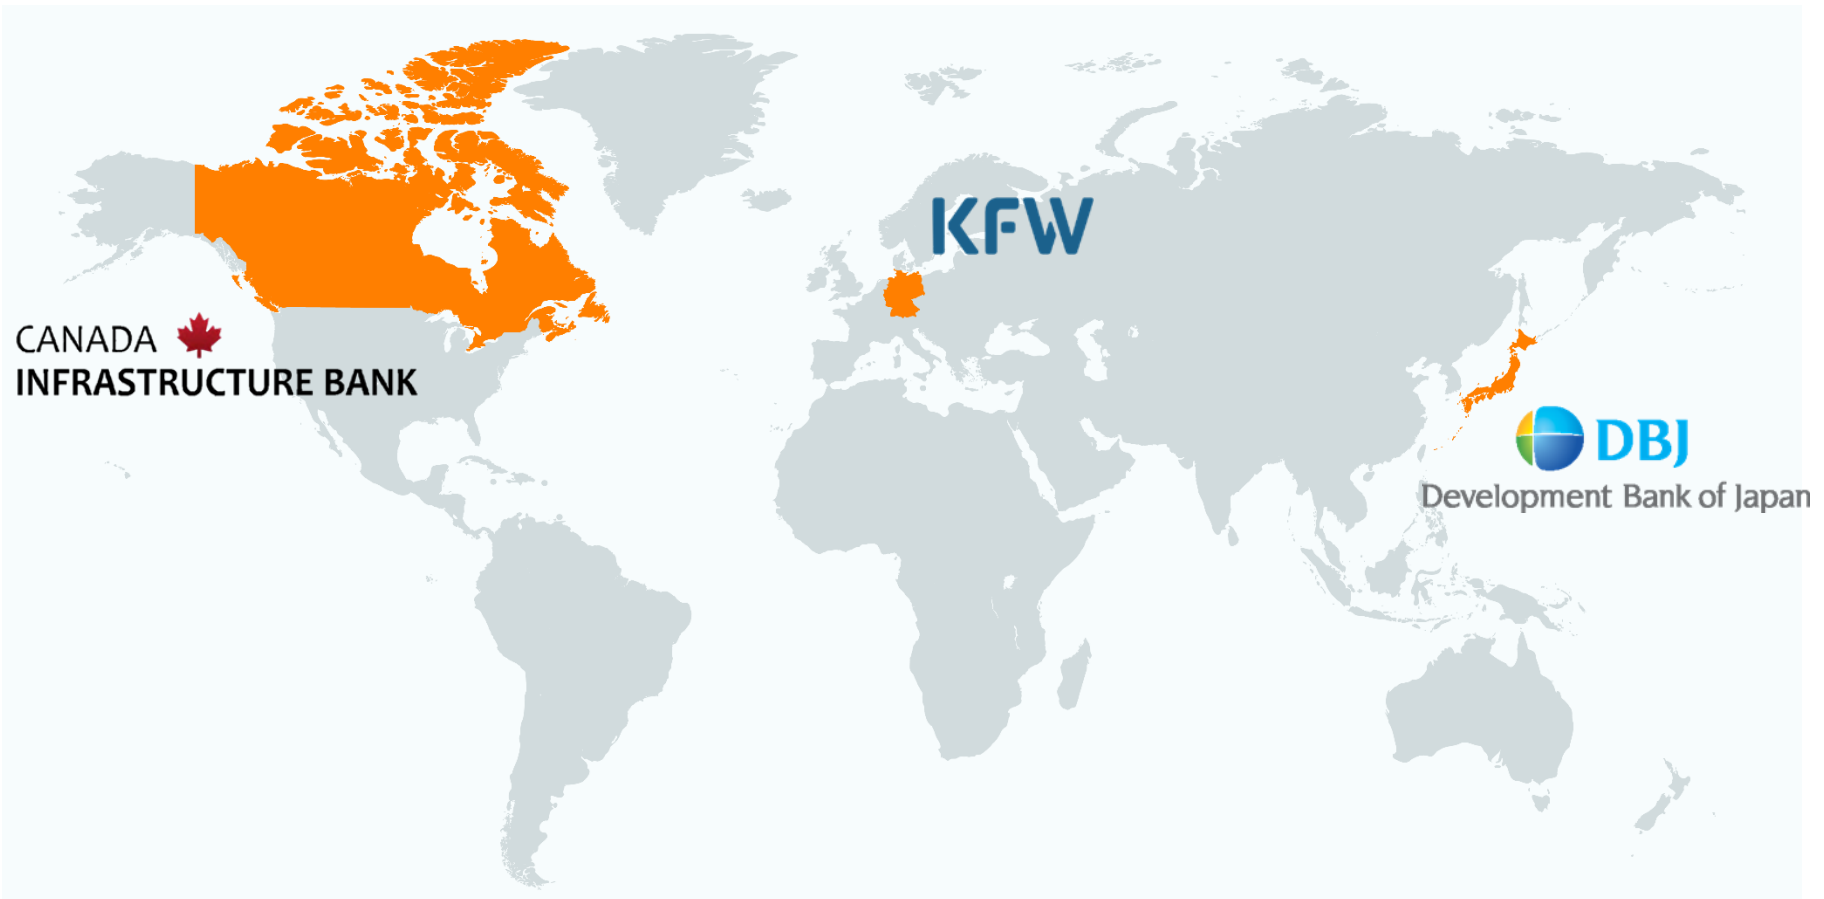 KFW
CANADA
INFRASTRUCTURE BANK
DBJ
Development Bank of Japan